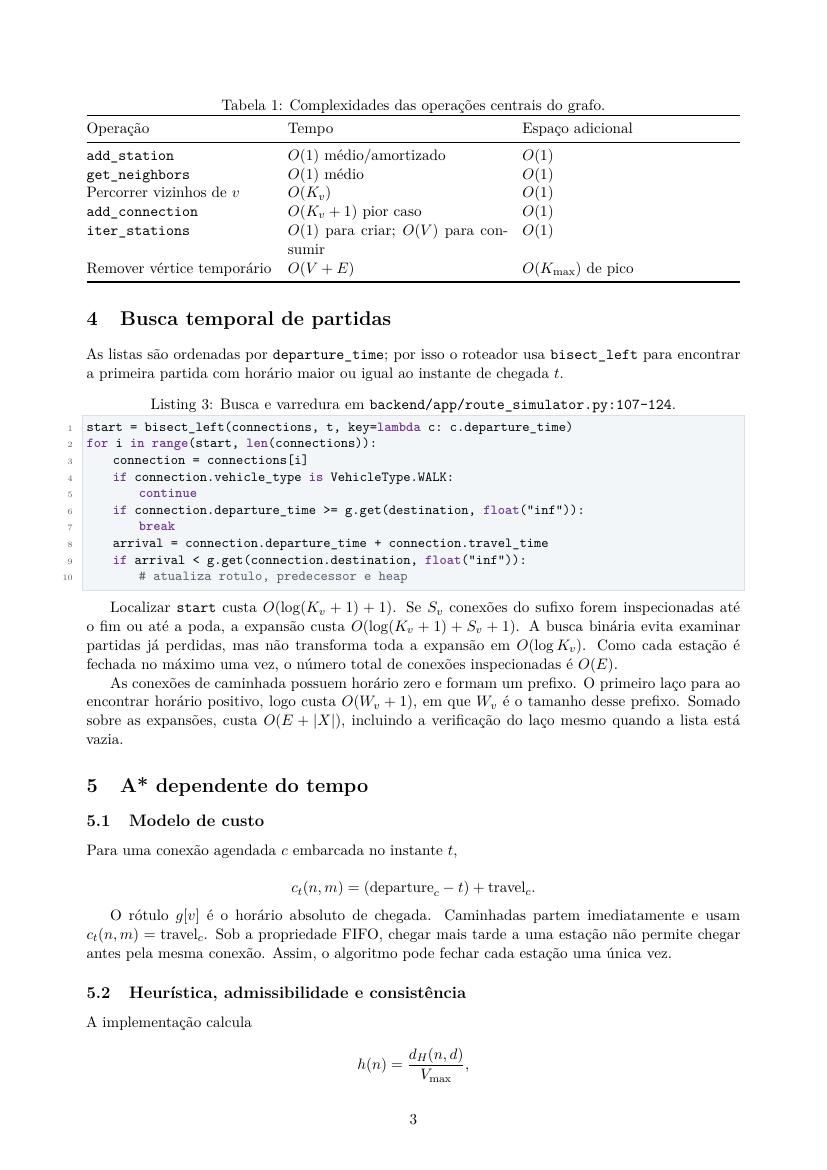 Tabela 1: Complexidades das operações centrais do grafo.
Operação Tempo Espaço adicional
add_station O(1) médio/amortizado O(1)
get_neighbors O(1) médio O(1)
Percorrer vizinhos de v O(K_v) O(1)
add_connection O(K_v + 1) pior caso O(1)
iter_stations O(1) para criar; O(V) para con- O(1)
sumir
Remover vértice temporário O(V + E) O(K_max) de pico
4 Busca temporal de partidas
As listas são ordenadas por departure_time; por isso o roteador usa bisect_left para encontrar
a primeira partida com horário maior ou igual ao instante de chegada t.
Listing 3: Busca e varredura em backend/app/route_simulator.py:107-124.
1 start = bisect_left(connections, t, key=lambda c: c.departure_time)
2 for i in range(start, len(connections)):
3 connection = connections[i]
4 if connection.vehicle_type is VehicleType.WALK:
5 continue
6 if connection.departure_time >= g.get(destination, float("inf")):
7 break
8 arrival = connection.departure_time + connection.travel_time
9 if arrival < g.get(connection.destination, float("inf")):
10 # atualiza rotulo, predecessor e heap
Localizar start custa O(log(K_v + 1) + 1). Se S_v conexões do sufixo forem inspecionadas até
o fim ou até a poda, a expansão custa O(log(K_v + 1) + S_v + 1). A busca binária evita examinar
partidas já perdidas, mas não transforma toda a expansão em O(log K_v). Como cada estação é
fechada no máximo uma vez, o número total de conexões inspecionadas é O(E).
As conexões de caminhada possuem horário zero e formam um prefixo. O primeiro laço para ao
encontrar horário positivo, logo custa O(W_v + 1), em que W_v é o tamanho desse prefixo. Somado
sobre as expansões, custa O(E + |X|), incluindo a verificação do laço mesmo quando a lista está
vazia.
5 A* dependente do tempo
5.1 Modelo de custo
Para uma conexão agendada c embarcada no instante t,
c_t(n, m) = (departure_c − t) + travel_c.
O rótulo g[v] é o horário absoluto de chegada. Caminhadas partem imediatamente e usam
c_t(n, m) = travel_c. Sob a propriedade FIFO, chegar mais tarde a uma estação não permite chegar
antes pela mesma conexão. Assim, o algoritmo pode fechar cada estação uma única vez.
5.2 Heurística, admissibilidade e consistência
A implementação calcula
h(n) = d_H(n, d) / V_max,
3